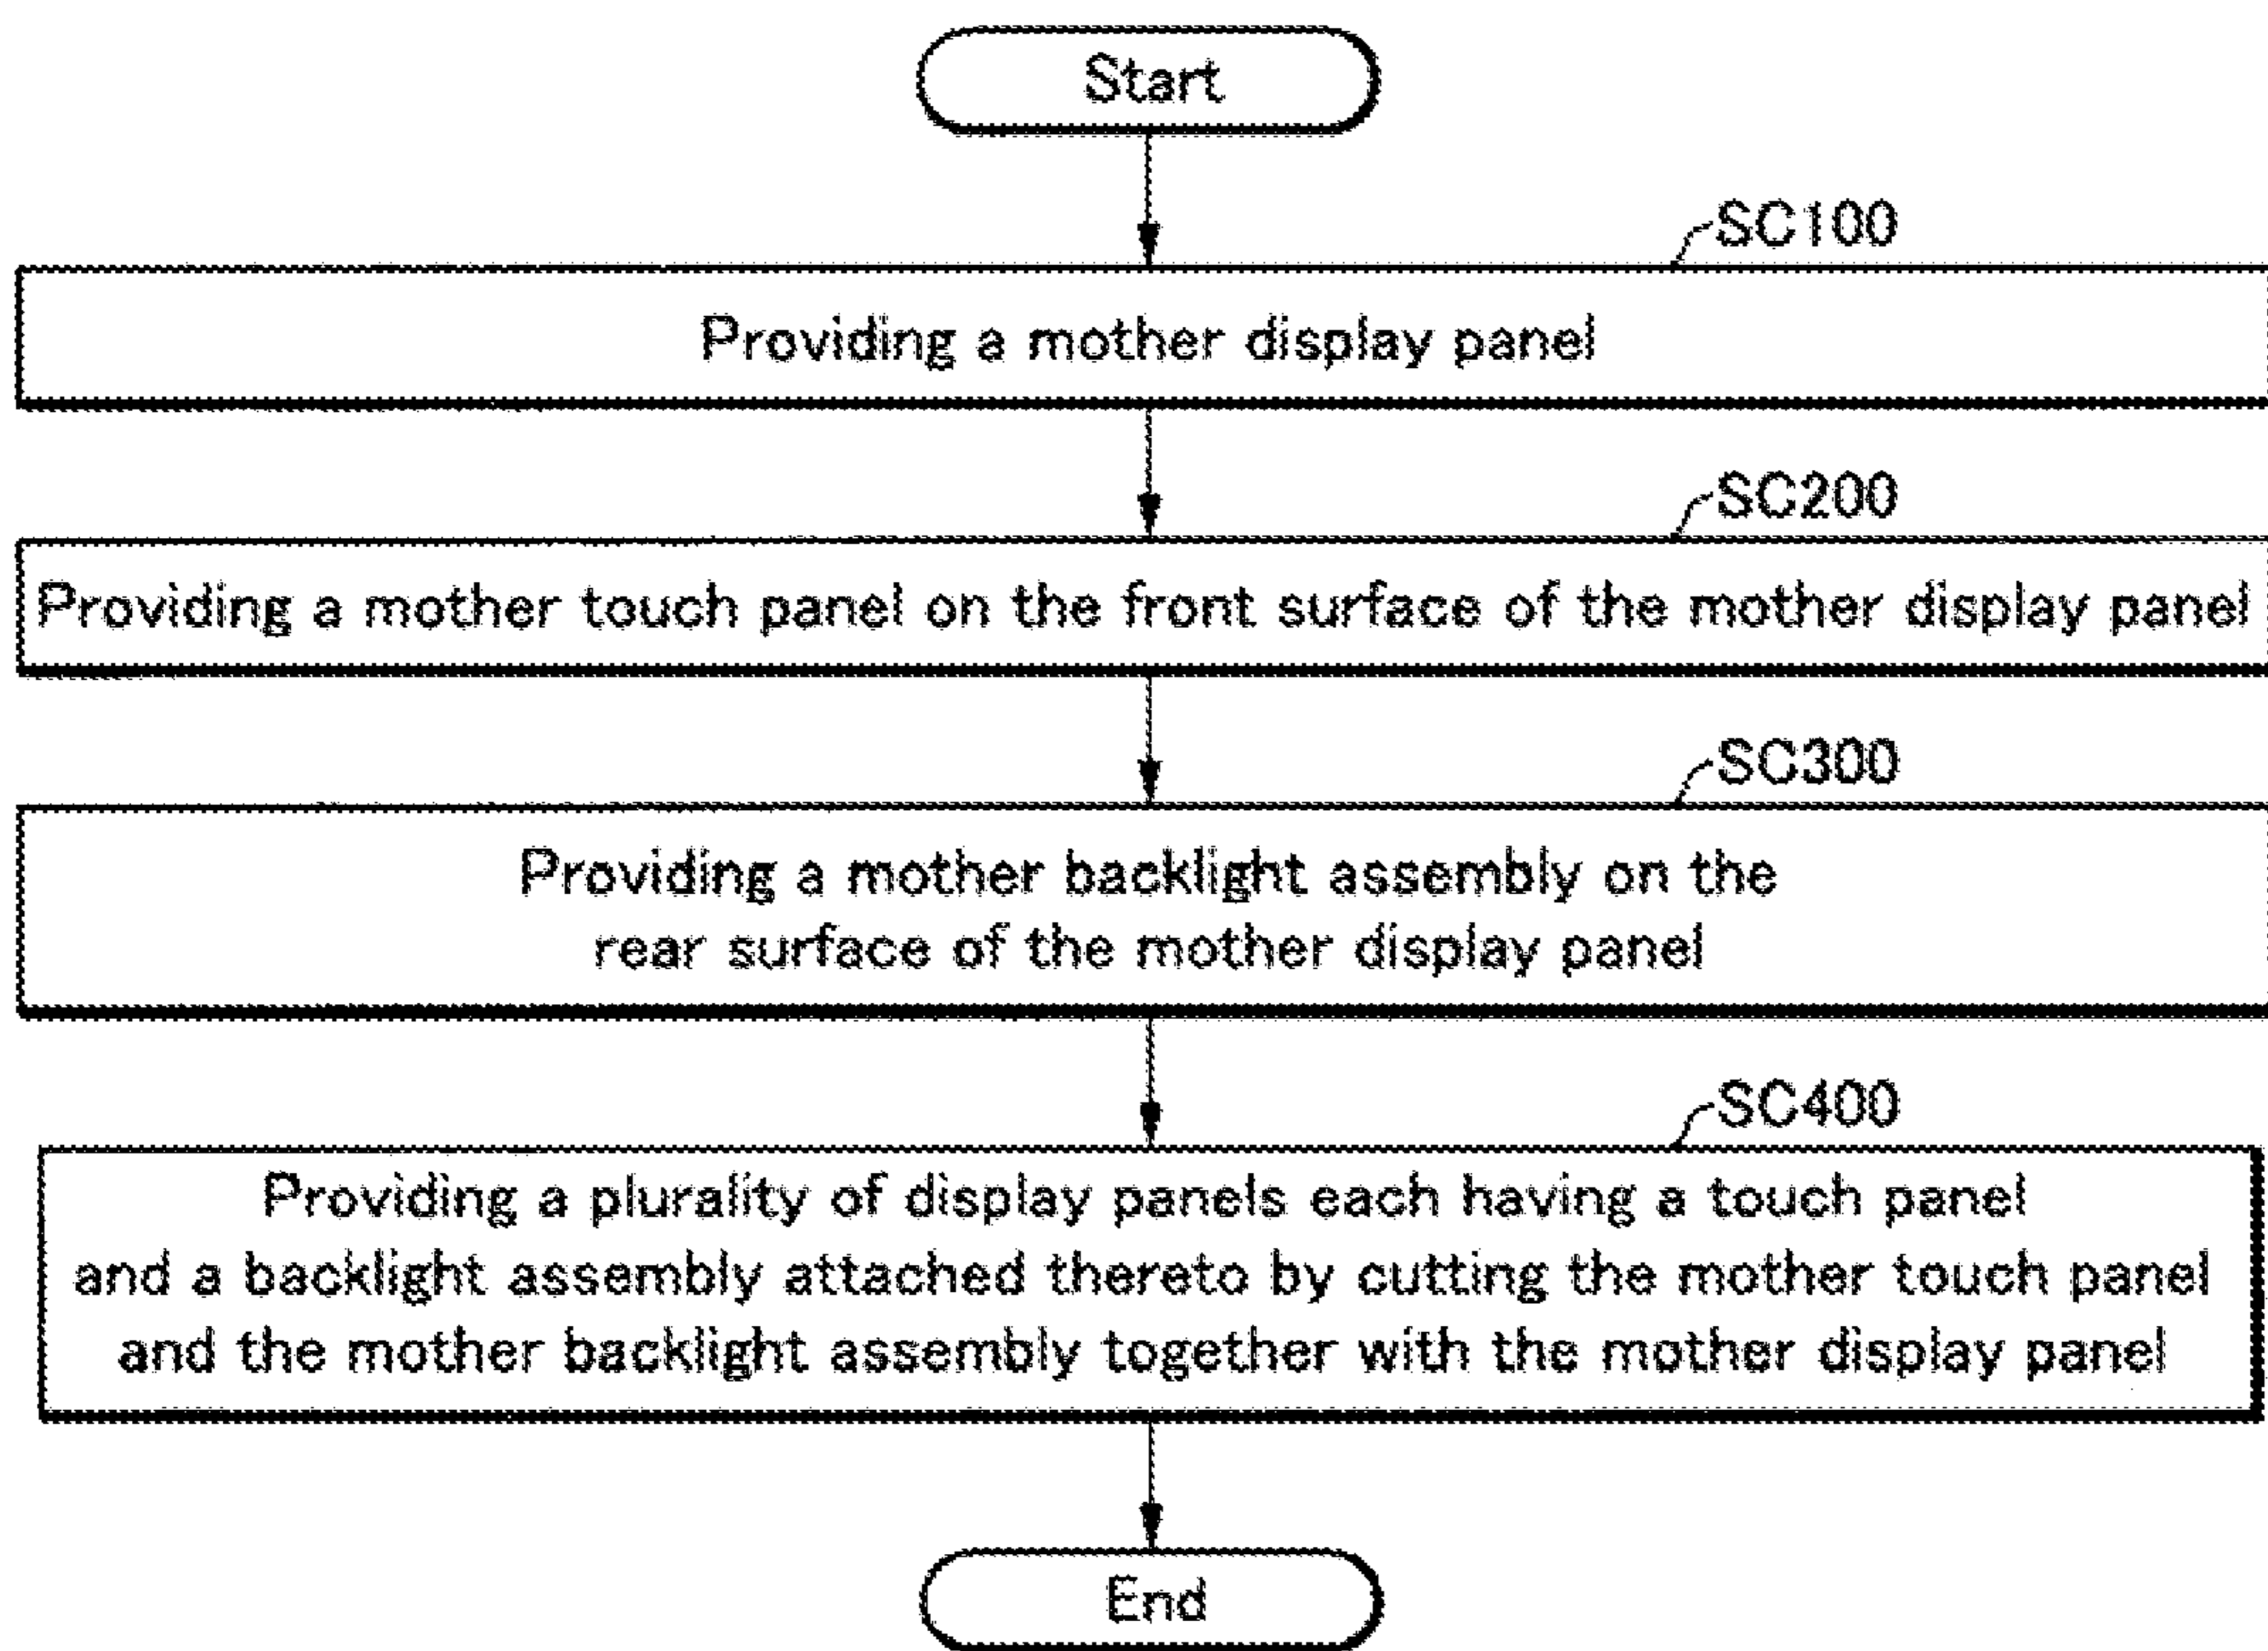 Start
SC100
Providing a mother display panel
SC200
Providing a mother touch panel on the front surface of the mother display panel
SC300
Providing a mother backlight assembly on the
rear surface of the mother display panel
SC400
Providing a plurality of display panels each having a touch panel
and a backlight assembly attached thereto by cutting the mother touch panel
and the mother backlight assembly together with the mother display panel
End